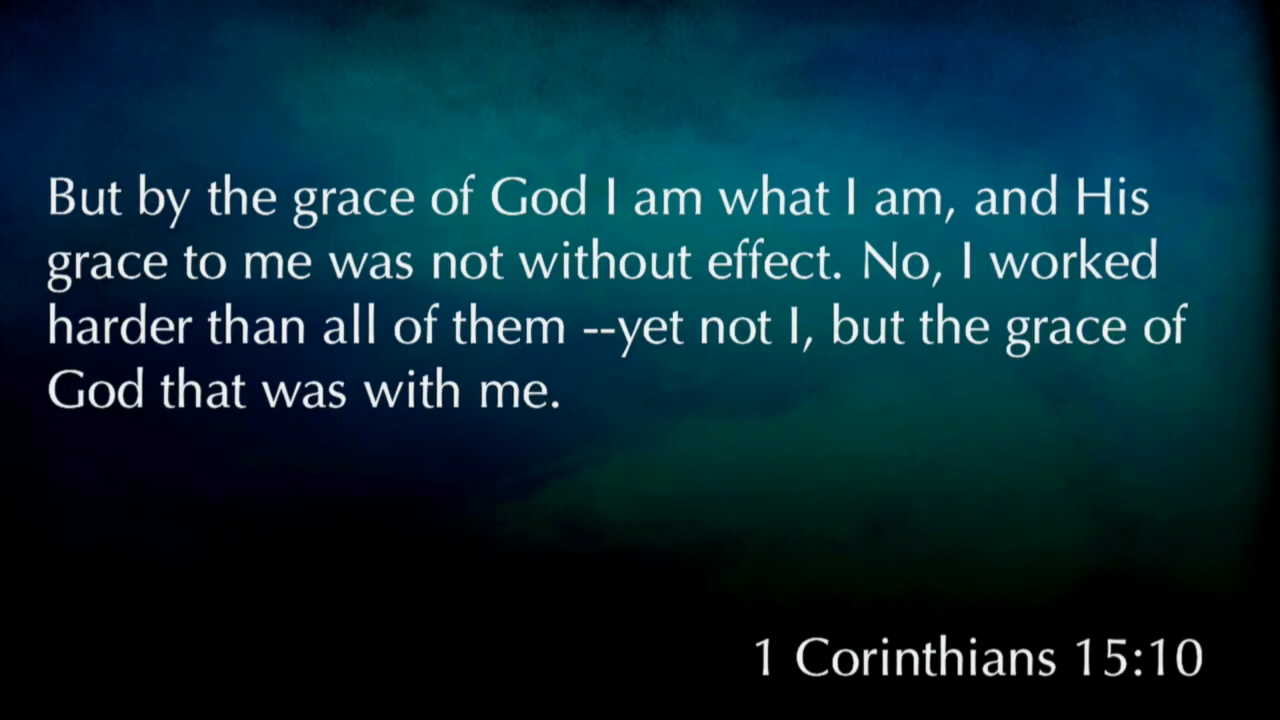 But by the grace of God I am what I am, and His
grace to me was not without effect. No, I worked
harder than all of them --yet not I, but the grace of
God that was with me.
1 Corinthians 15:10